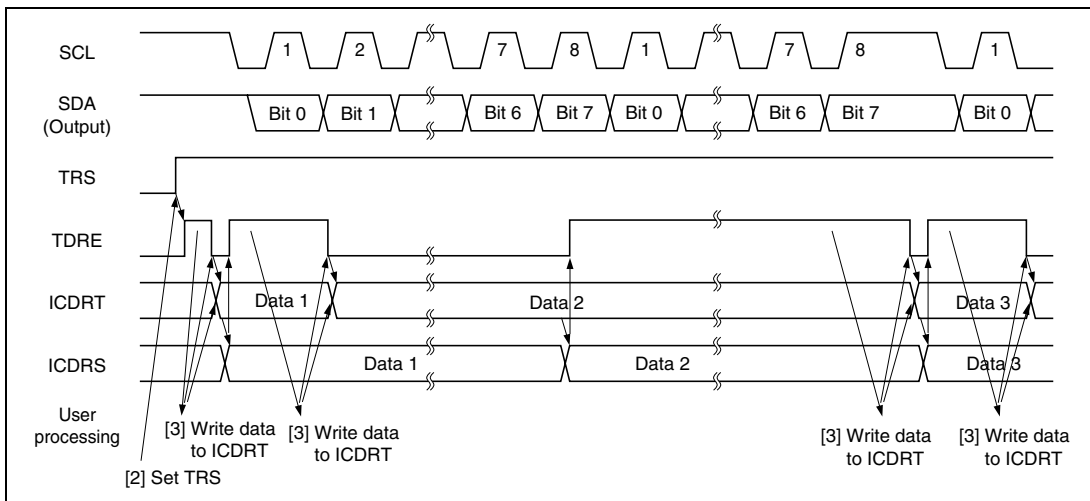 SCL 1 2 7 8 1 7 8 1
SDA
(Output)
Bit 0 Bit 1 Bit 6 Bit 7 Bit 0 Bit 6 Bit 7 Bit 0
TRS
TDRE
ICDRT Data 1 Data 2 Data 3
ICDRS Data 1 Data 2 Data 3
User
processing
[3] Write data
to ICDRT
[3] Write data
to ICDRT
[3] Write data
to ICDRT
[3] Write data
to ICDRT
[2] Set TRS